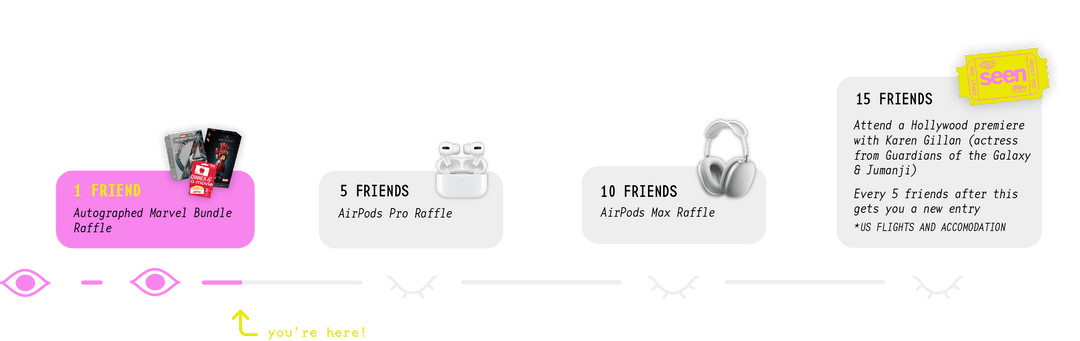 1 FRIEND
Autographed Marvel Bundle
Raffle
5 FRIENDS
AirPods Pro Raffle
10 FRIENDS
AirPods Max Raffle
seen
15 FRIENDS
Attend a Hollywood premiere
with Karen Gillan (actress
from Guardians of the Galaxy
& Jumanji)
Every 5 friends after this
gets you a new entry
*US FLIGHTS AND ACCOMODATION
you're here!